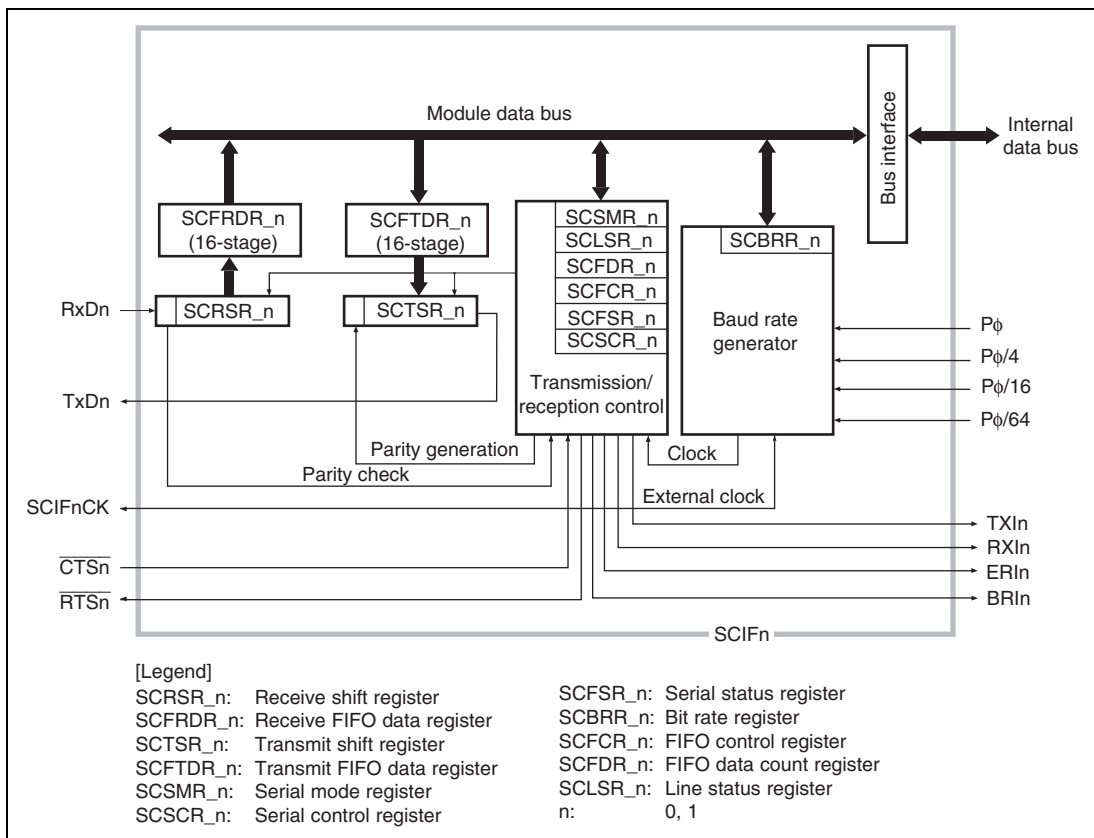 Module data bus
Bus interface
Internal
data bus
SCFRDR_n
(16-stage)
SCFTDR_n
(16-stage)
SCSMR_n
SCLSR_n
SCFDR_n
SCFCR_n
SCFSR_n
SCSCR_n
Transmission/
reception control
SCBRR_n
Baud rate
generator
RxDn
SCRSR_n
SCTSR_n
Pφ
Pφ/4
Pφ/16
Pφ/64
TxDn
Parity generation
Parity check
Clock
External clock
SCIFnCK
CTSn
RTSn
TXIn
RXIn
ERIn
BRIn
SCIFn
[Legend]
SCRSR_n: Receive shift register
SCFRDR_n: Receive FIFO data register
SCTSR_n: Transmit shift register
SCFTDR_n: Transmit FIFO data register
SCSMR_n: Serial mode register
SCSCR_n: Serial control register
SCFSR_n: Serial status register
SCBRR_n: Bit rate register
SCFCR_n: FIFO control register
SCFDR_n: FIFO data count register
SCLSR_n: Line status register
n: 0, 1